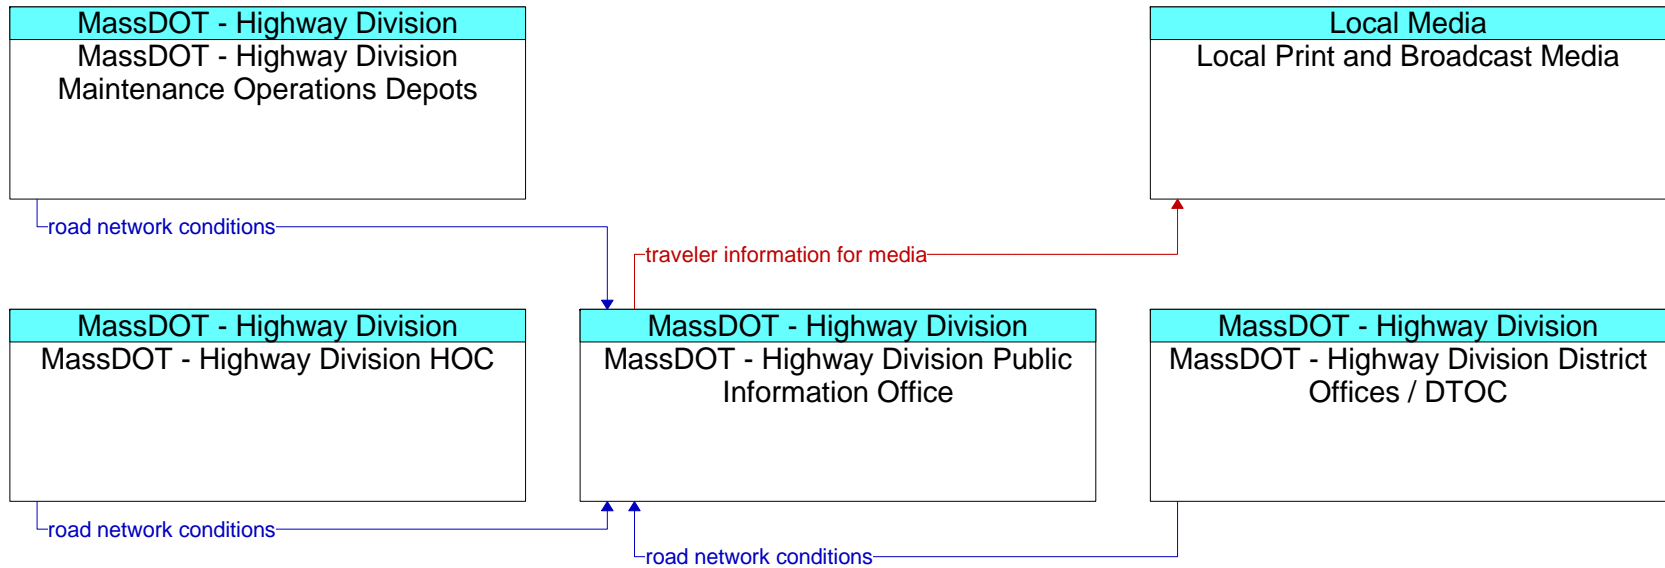 MassDOT - Highway Division
MassDOT - Highway Division
Maintenance Operations Depots
Local Media
Local Print and Broadcast Media
road network conditions
traveler information for media
MassDOT - Highway Division
MassDOT - Highway Division HOC
MassDOT - Highway Division
MassDOT - Highway Division Public
Information Office
MassDOT - Highway Division
MassDOT - Highway Division District
Offices / DTOC
road network conditions
road network conditions